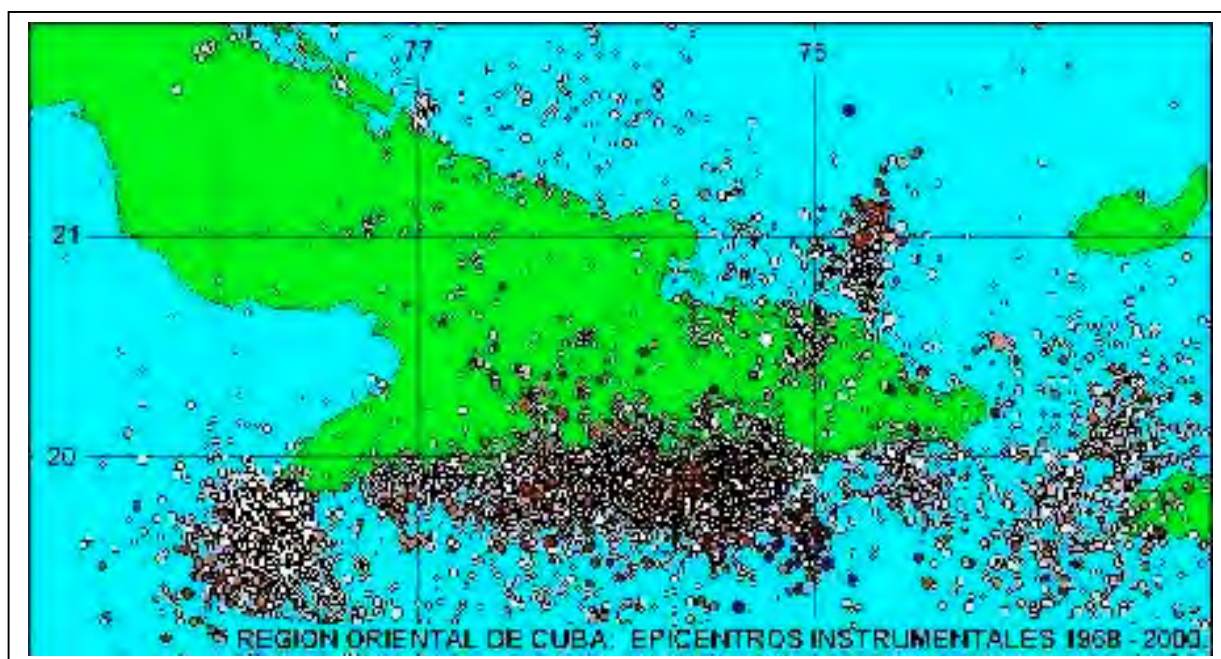 77 75
21
20
REGION ORIENTAL DE CUBA. EPICENTROS INSTRUMENTALES 1968 - 2000.